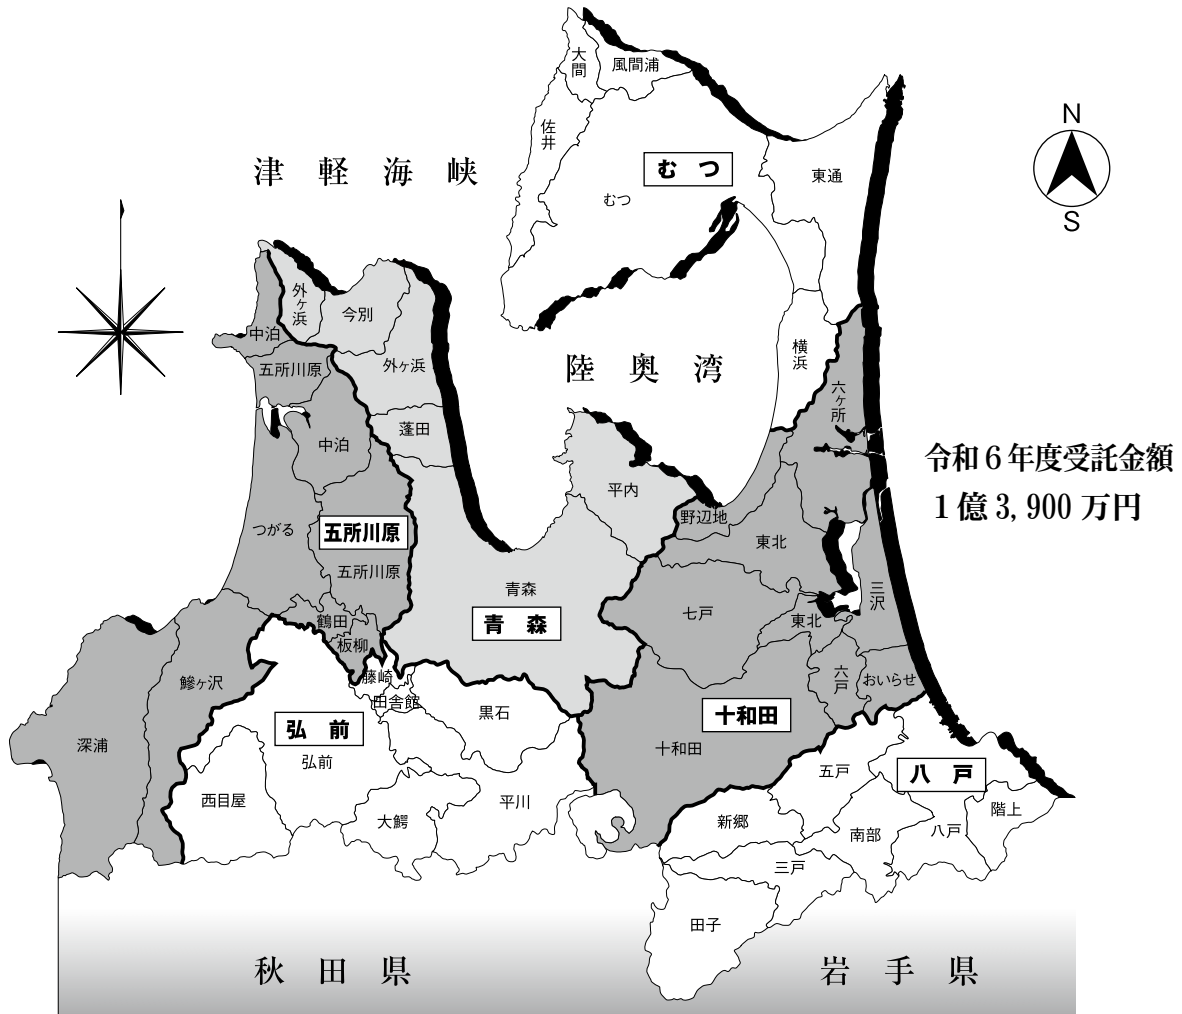 大間
風間浦
佐井
むつ
むつ
東通
N
S
津軽海峡
外ヶ浜
今別
中泊
五所川原
外ヶ浜
蓬田
中泊
陸奥湾
横浜
六ヶ所
平内
野辺地
東北
令和6年度受託金額
1億3,900万円
つがる
五所川原
五所川原
青森
青森
七戸
東北
三沢
鶴田
板柳
藤崎
田舎館
鰺ヶ沢
深浦
弘前
弘前
黒石
六戸
おいらせ
十和田
十和田
西目屋
大鰐
平川
五戸
八戸
新郷
南部
八戸
階上
三戸
田子
秋田県
岩手県